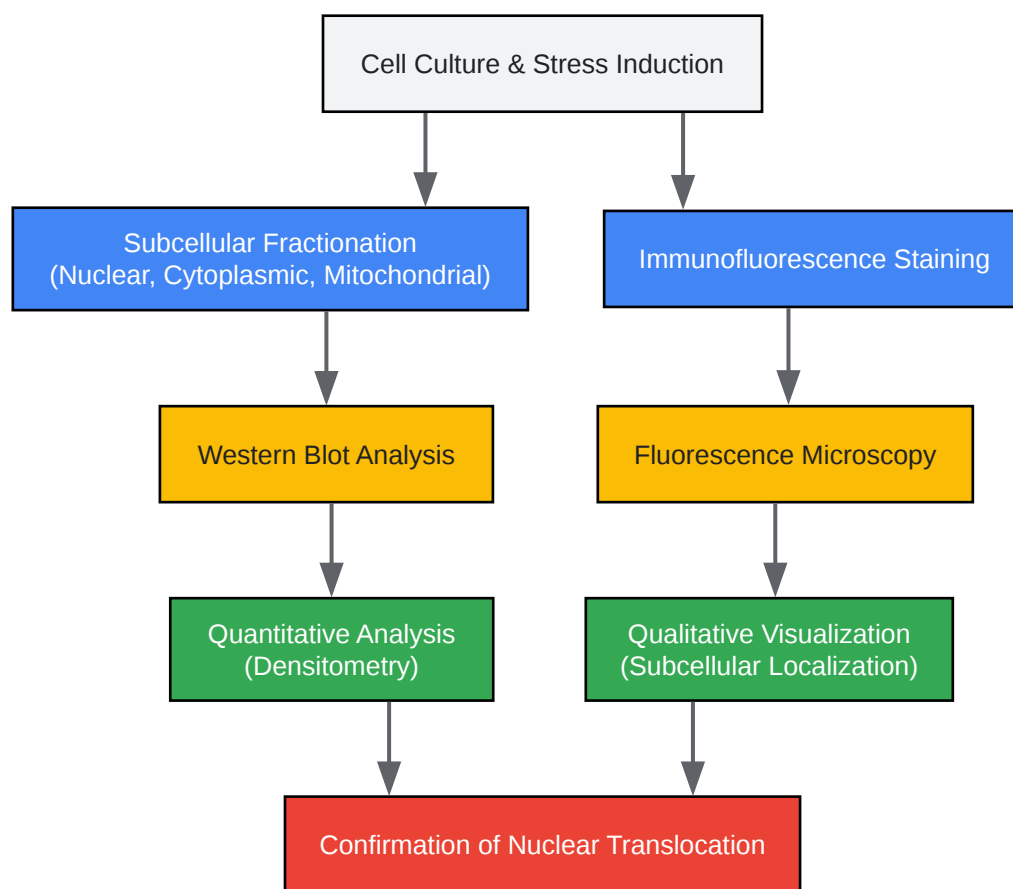 Cell Culture & Stress Induction
Subcellular Fractionation
(Nuclear, Cytoplasmic, Mitochondrial)
Immunofluorescence Staining
Western Blot Analysis
Fluorescence Microscopy
Quantitative Analysis
(Densitometry)
Qualitative Visualization
(Subcellular Localization)
Confirmation of Nuclear Translocation